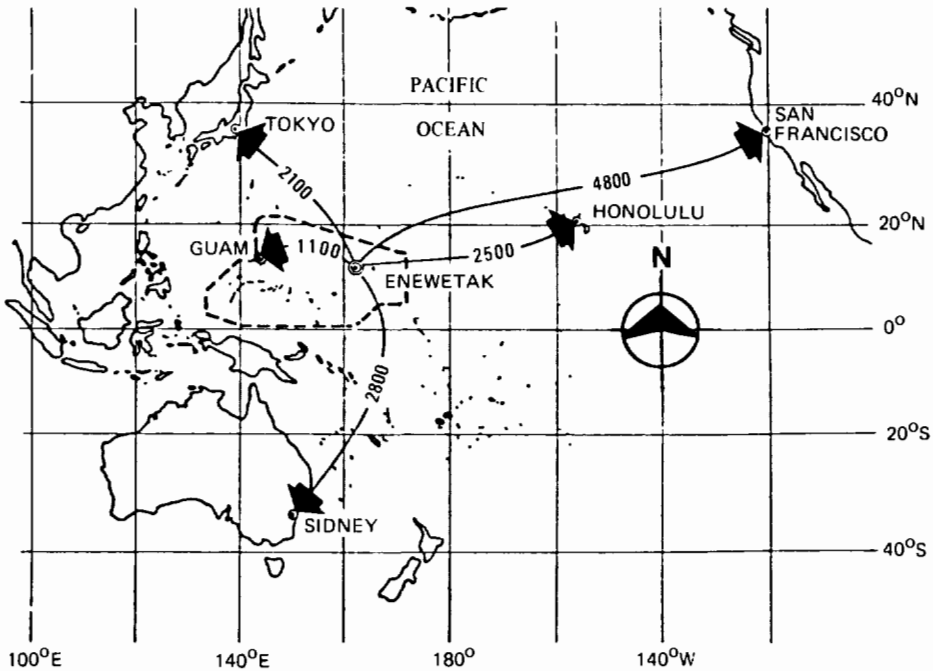 PACIFIC
OCEAN
40°N
SAN
FRANCISCO
TOKYO
2100
4800
HONOLULU
20°N
GUAM
1100
2500
N
ENEWETAK
0°
2800
20°S
SIDNEY
40°S
100°E
140°E
180°
140°W